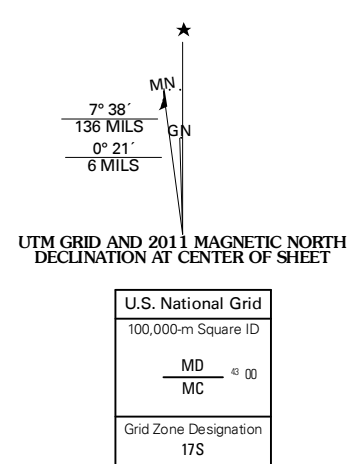 ★
MN
7° 38´
136 MILS
GN
0° 21´
6 MILS
UTM GRID AND 2011 MAGNETIC NORTH
DECLINATION AT CENTER OF SHEET
U.S. National Grid
100,000-m Square ID
MD
43 00
MC
Grid Zone Designation
17S